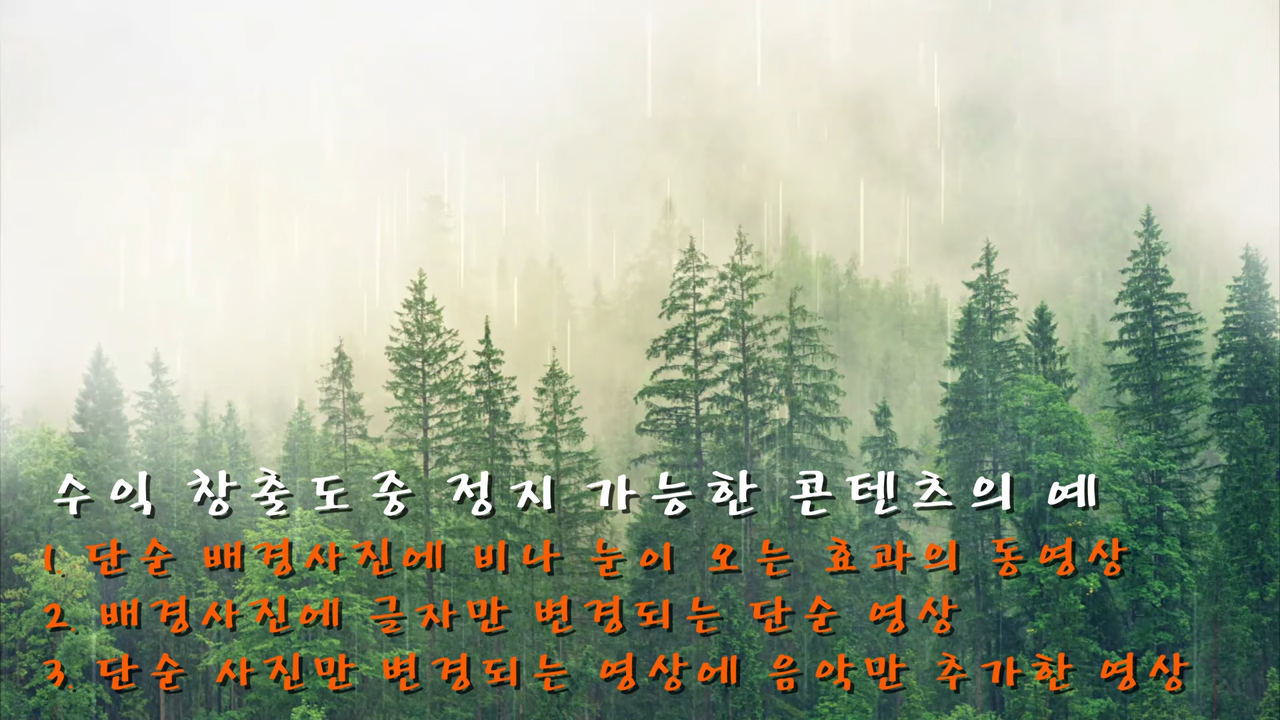 수익 창출도중 정지 가능한 콘텐츠의 예
1. 단순 배경사진에 비나 눈이 오는 효과의 동영상
2. 배경사진에 글자만 변경되는 단순 영상
3. 단순 사진만 변경되는 영상에 음악만 추가한 영상